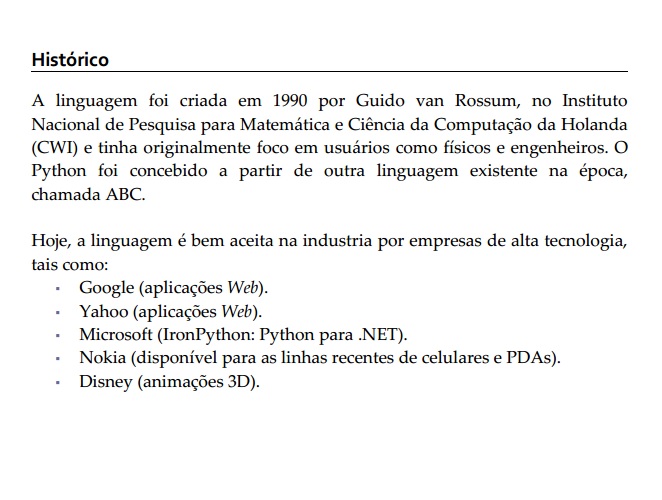 Histórico
A linguagem foi criada em 1990 por Guido van Rossum, no Instituto
Nacional de Pesquisa para Matemática e Ciência da Computação da Holanda
(CWI) e tinha originalmente foco em usuários como físicos e engenheiros. O
Python foi concebido a partir de outra linguagem existente na época,
chamada ABC.
Hoje, a linguagem é bem aceita na industria por empresas de alta tecnologia,
tais como:
▪ Google (aplicações Web).
▪ Yahoo (aplicações Web).
▪ Microsoft (IronPython: Python para .NET).
▪ Nokia (disponível para as linhas recentes de celulares e PDAs).
▪ Disney (animações 3D).